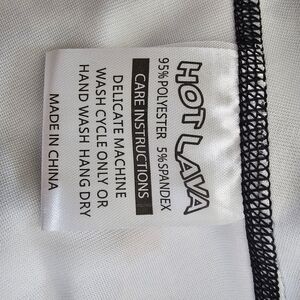 HOT LAVA
95%POLYESTER 5%SPANDEX
CARE INSTRUCTIONS
DELICATE MACHINE
WASH CYCLE ONLY OR
HAND WASH HANG DRY
MADE IN CHINA